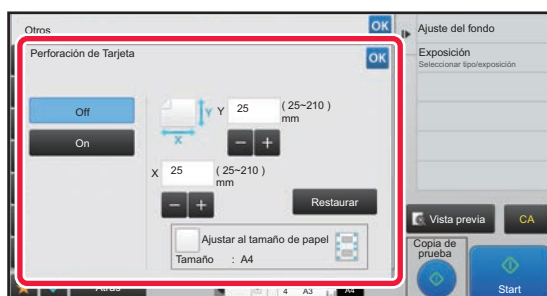 Otros
OK
Perforación de Tarjeta
OK
Off
On
Y
X
Y 25 ( 25~210 )
mm
X 25 ( 25~210 )
mm
Restaurar
Ajustar al tamaño de papel
Tamaño : A4
Atrás
4 A3 A4
Ajuste del fondo
Exposición
Seleccionar tipo/exposición
Vista previa
CA
Copia de
prueba
Start